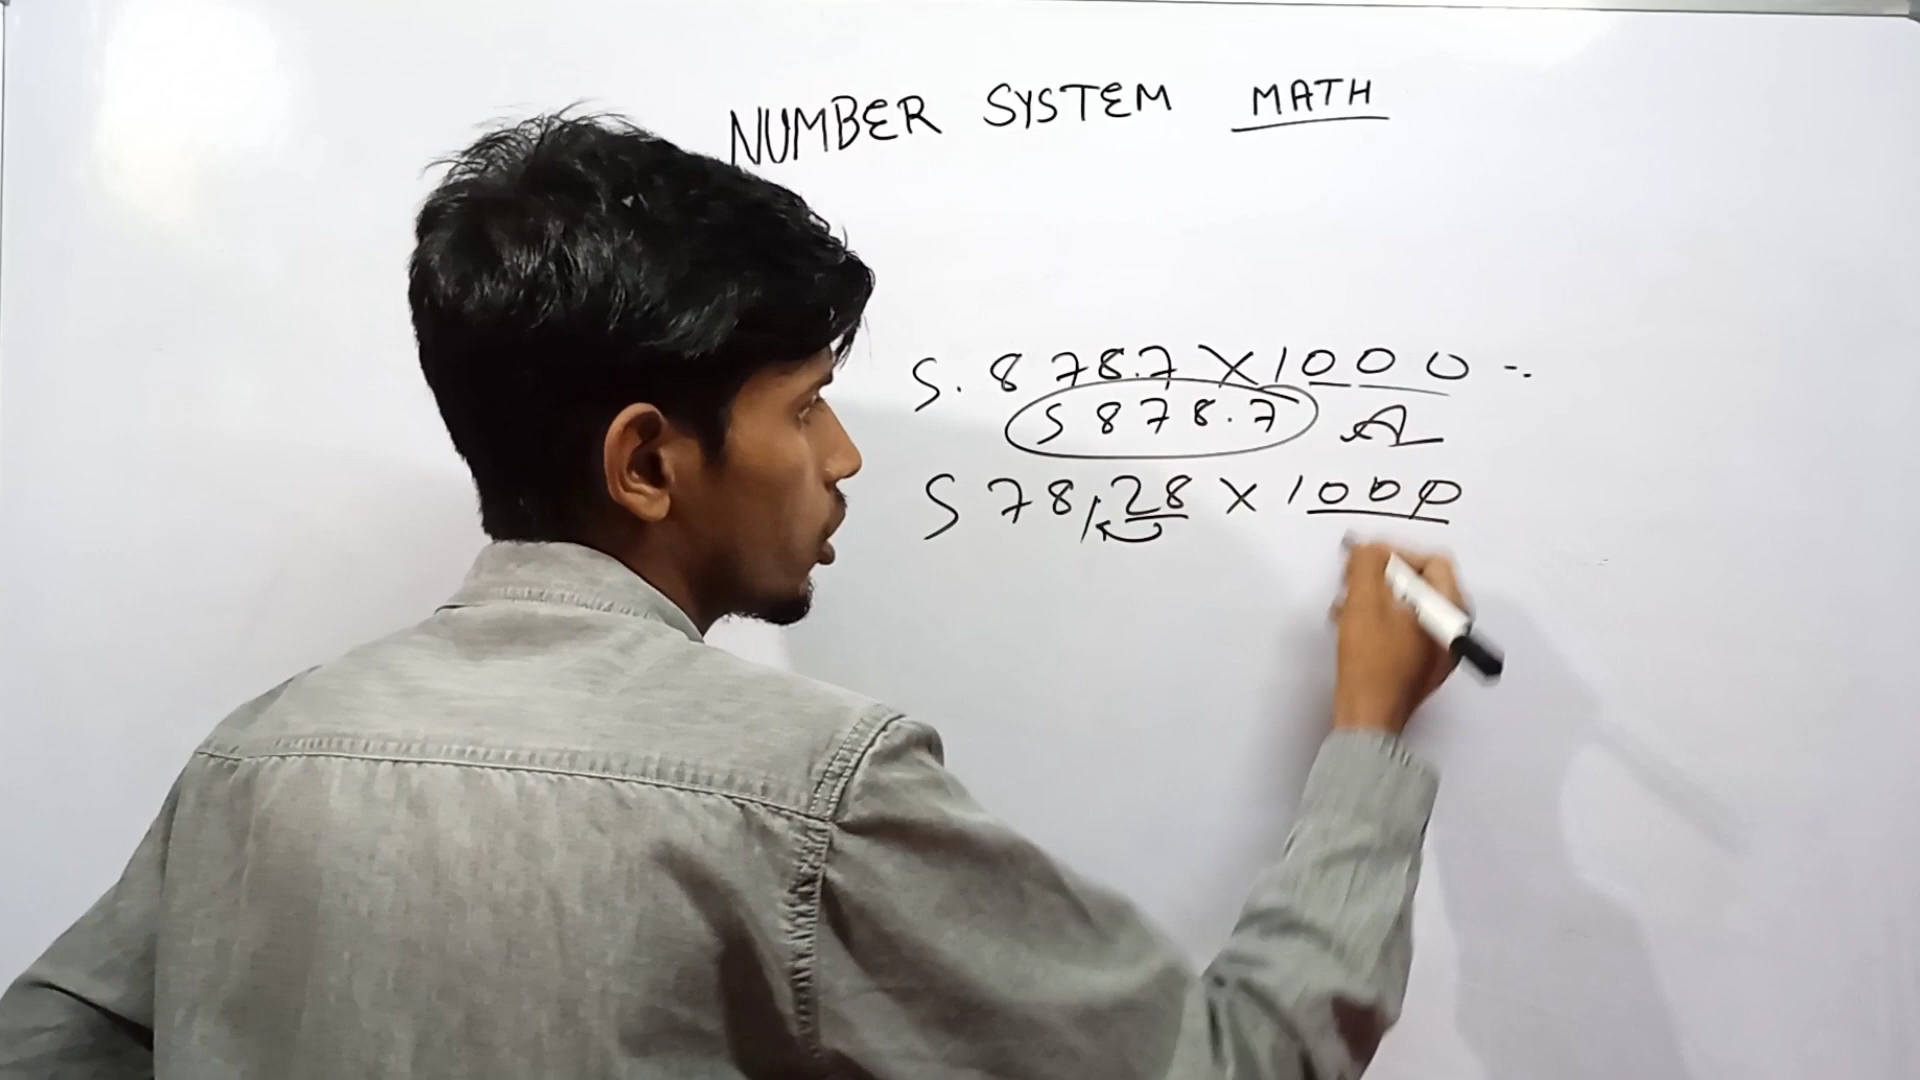 NUMBER SYSTEM MATH
5.8787 X 1000 -.
5878.7 A
578.28 X 1000